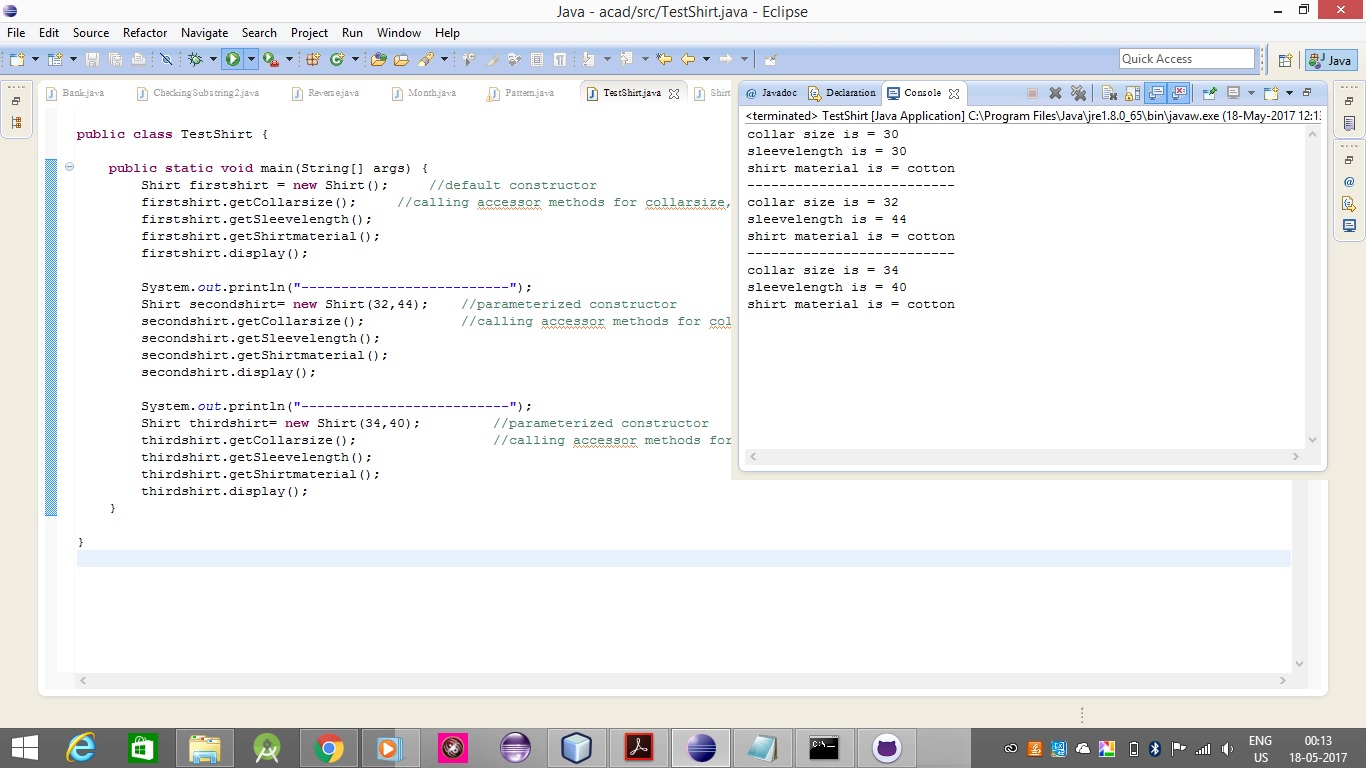 Java - acad/src/TestShirt.java - Eclipse
File Edit Source Refactor Navigate Search Project Run Window Help
Quick Access
Java
Bank.java CheckingSubstring2.java Reverse.java Month.java Pattern.java TestShirt.java Shirt
public class TestShirt {
public static void main(String[] args) {
Shirt firstshirt = new Shirt(); //default constructor
firstshirt.getCollarsize(); //calling accessor methods for collarsize,
firstshirt.getSleevelength();
firstshirt.getShirtmaterial();
firstshirt.display();
System.out.println("--------------------------");
Shirt secondshirt= new Shirt(32,44); //parameterized constructor
secondshirt.getCollarsize(); //calling accessor methods for col
secondshirt.getSleevelength();
secondshirt.getShirtmaterial();
secondshirt.display();
System.out.println("--------------------------");
Shirt thirdshirt= new Shirt(34,40); //parameterized constructor
thirdshirt.getCollarsize(); //calling accessor methods for
thirdshirt.getSleevelength();
thirdshirt.getShirtmaterial();
thirdshirt.display();
}
}
@ Javadoc Declaration Console
<terminated> TestShirt [Java Application] C:\Program Files\Java\jre1.8.0_65\bin\javaw.exe (18-May-2017 12:13
collar size is = 30
sleevelength is = 30
shirt material is = cotton
--------------------------
collar size is = 32
sleevelength is = 44
shirt material is = cotton
--------------------------
collar size is = 34
sleevelength is = 40
shirt material is = cotton
C:\
ENG
US
00:13
18-05-2017